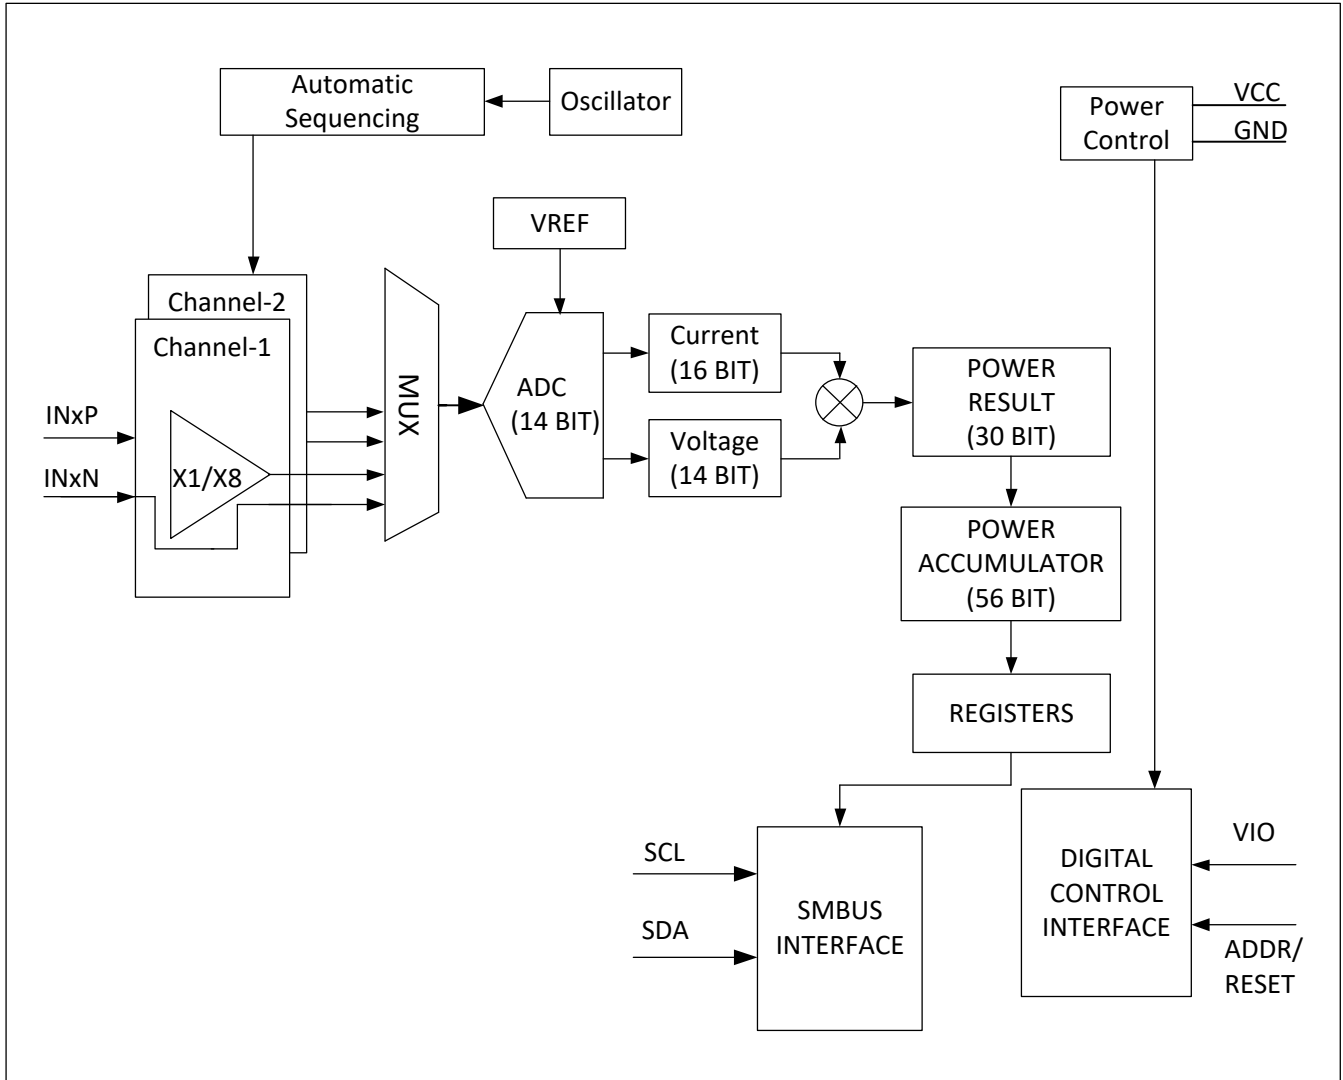 Automatic
Sequencing
Oscillator
Power
Control
VCC
GND
VREF
Channel-2
Channel-1
INxP
INxN
X1/X8
MUX
ADC
(14 BIT)
Current
(16 BIT)
Voltage
(14 BIT)
POWER
RESULT
(30 BIT)
POWER
ACCUMULATOR
(56 BIT)
REGISTERS
SCL
SDA
SMBUS
INTERFACE
DIGITAL
CONTROL
INTERFACE
VIO
ADDR/
RESET